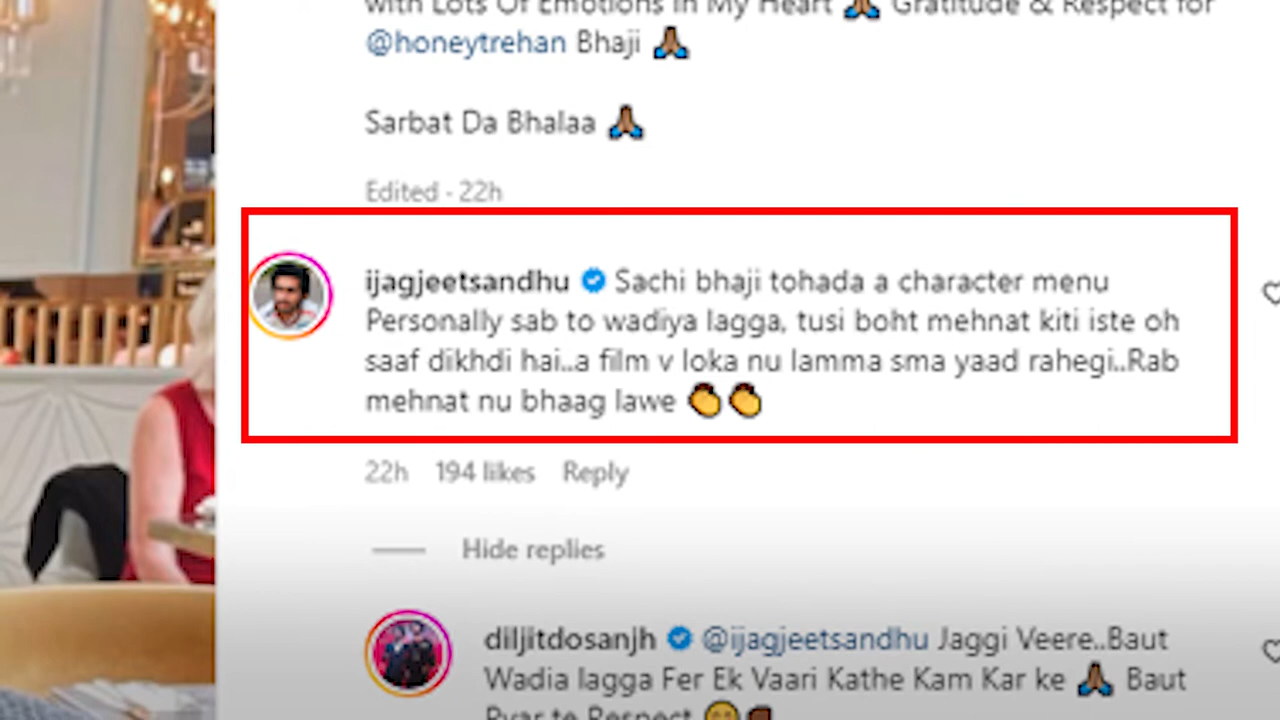 with Lots Of Emotions In My Heart 🙏🏾 Gratitude & Respect for
@honeytrehan Bhaji 🙏🏾
Sarbat Da Bhalaa 🙏🏾
Edited · 22h
ijagjeetsandhu Sachi bhaji tohada a character menu
Personally sab to wadiya lagga, tusi boht mehnat kiti iste oh
saaf dikhdi hai..a film v loka nu lamma sma yaad rahegi..Rab
mehnat nu bhaag lawe 👏👏
22h 194 likes Reply
Hide replies
diljitdosanjh @ijagjeetsandhu Jaggi Veere..Baut
Wadia lagga Fer Ek Vaari Kathe Kam Kar ke 🙏🏾 Baut
Pyar te Respect